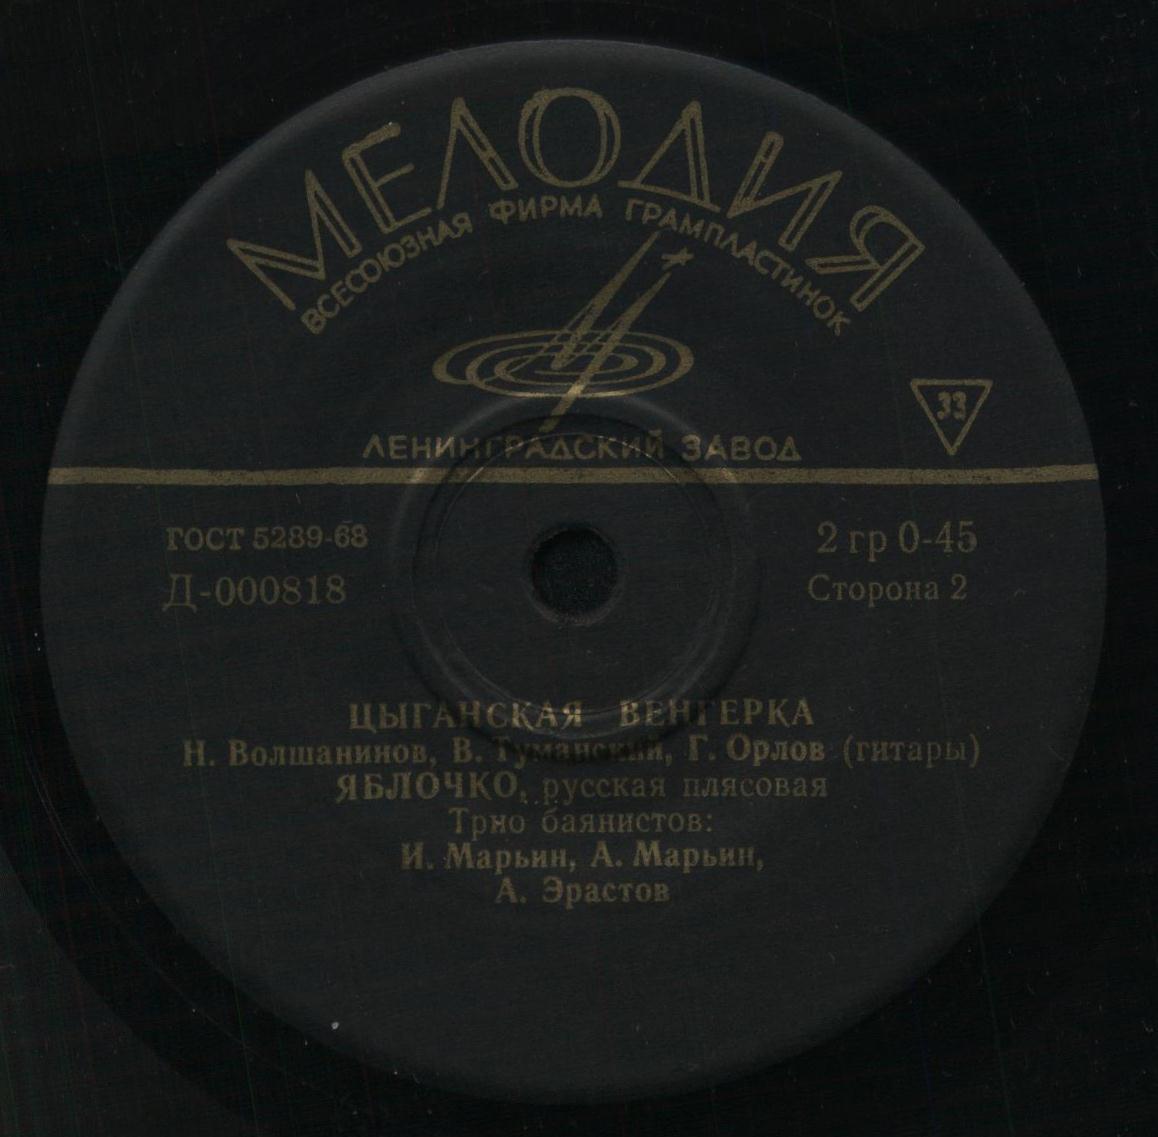 МЕЛОДИЯ
ВСЕСОЮЗНАЯ ФИРМА ГРАМПЛАСТИНОК
33
ЛЕНИНГРАДСКИЙ ЗАВОД
ГОСТ 5289-68
2 гр 0-45
Д-000818
Сторона 2
ЦЫГАНСКАЯ ВЕНГЕРКА
Н. Волшанинов, В. Туманский, Г. Орлов (гитары)
ЯБЛОЧКО, русская плясовая
Трио баянистов:
И. Марьин, А. Марьин,
А. Эрастов